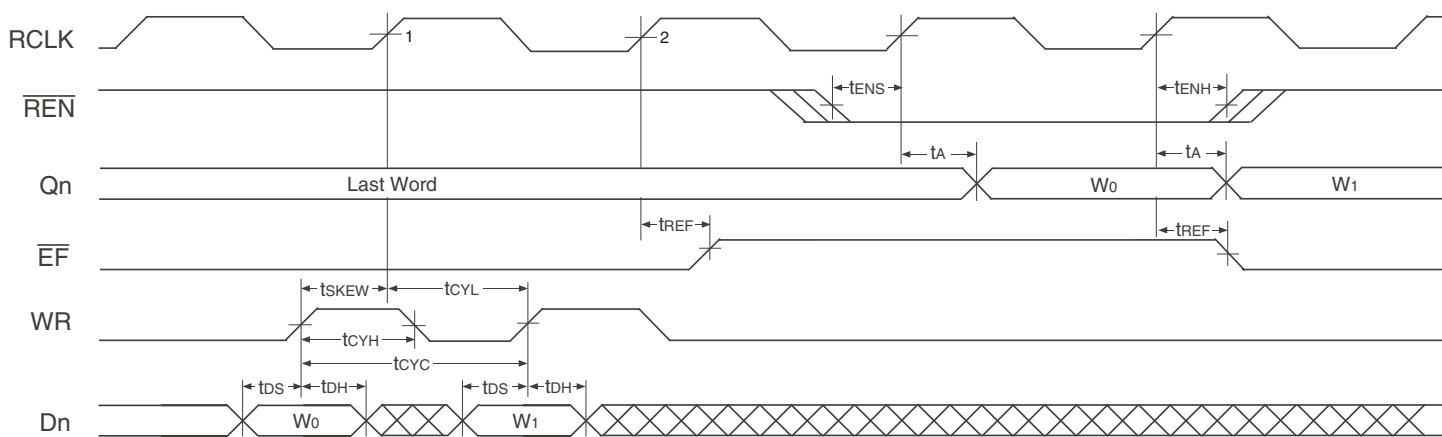 RCLK 1 2
REN tENS tENH
tA tA
Qn Last Word W0 W1
tREF tREF
EF
tSKEW tCYL
WR
tCYH
tCYC
tDS tDH tDS tDH
Dn W0 W1